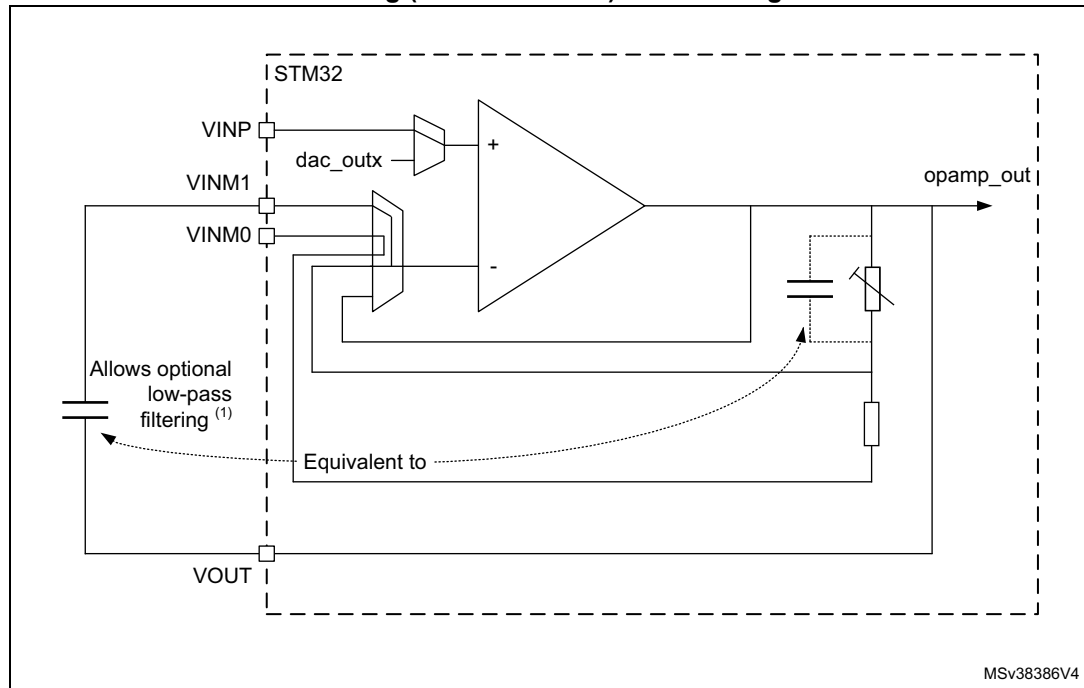 STM32
VINP
+
dac_outx
opamp_out
VINM1
VINM0
-
Allows optional
low-pass
filtering (1)
Equivalent to
VOUT
MSv38386V4